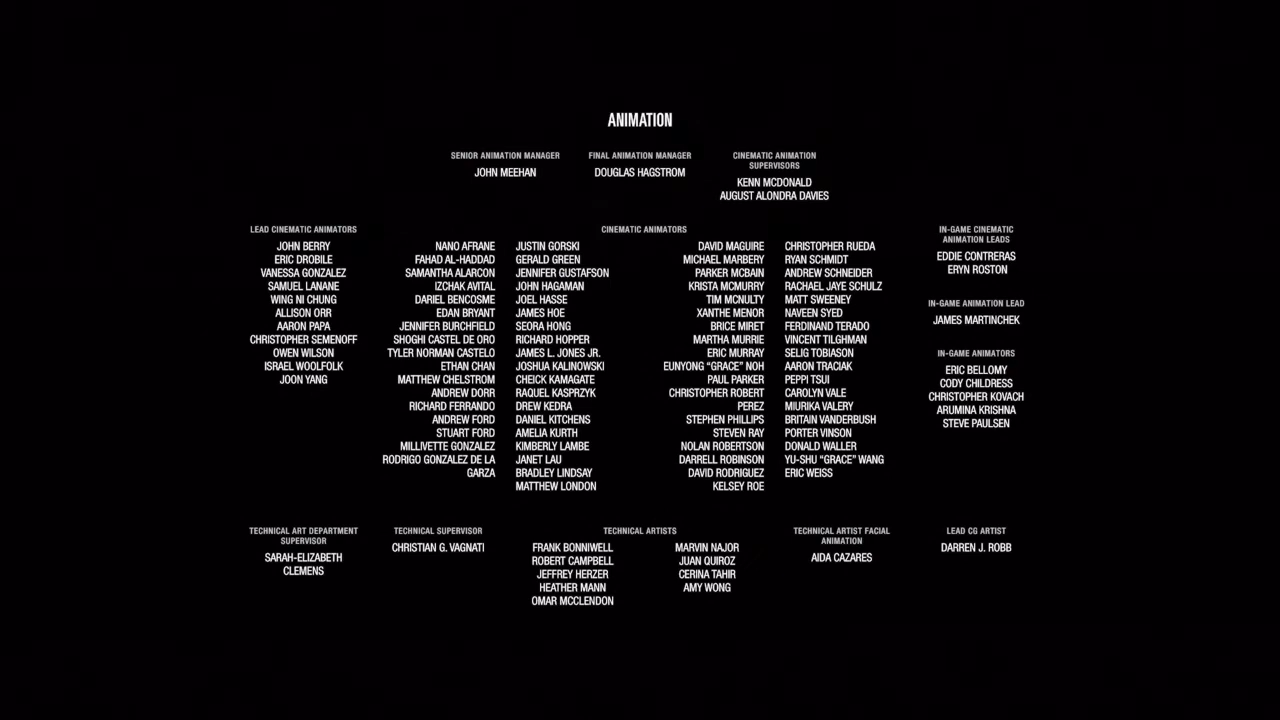 ANIMATION
SENIOR ANIMATION MANAGER
JOHN MEEHAN
FINAL ANIMATION MANAGER
DOUGLAS HAGSTROM
CINEMATIC ANIMATION
SUPERVISORS
KENN MCDONALD
AUGUST ALONDRA DAVIES
LEAD CINEMATIC ANIMATORS
JOHN BERRY
ERIC DROBILE
VANESSA GONZALEZ
SAMUEL LANANE
WING NI CHUNG
ALLISON ORR
AARON PAPA
CHRISTOPHER SEMENOFF
OWEN WILSON
ISRAEL WOOLFOLK
JOON YANG
CINEMATIC ANIMATORS
NANO AFRANE
FAHAD AL-HADDAD
SAMANTHA ALARCON
IZCHAK AVITAL
DARIEL BENCOSME
EDAN BRYANT
JENNIFER BURCHFIELD
SHOGHI CASTEL DE ORO
TYLER NORMAN CASTELO
ETHAN CHAN
MATTHEW CHELSTROM
ANDREW DORR
RICHARD FERRANDO
ANDREW FORD
STUART FORD
MILLIVETTE GONZALEZ
RODRIGO GONZALEZ DE LA
GARZA
JUSTIN GORSKI
GERALD GREEN
JENNIFER GUSTAFSON
JOHN HAGAMAN
JOEL HASSE
JAMES HOE
SEORA HONG
RICHARD HOPPER
JAMES L. JONES JR.
JOSHUA KALINOWSKI
CHEICK KAMAGATE
RAQUEL KASPRZYK
DREW KEDRA
DANIEL KITCHENS
AMELIA KURTH
KIMBERLY LAMBE
JANET LAU
BRADLEY LINDSAY
MATTHEW LONDON
DAVID MAGUIRE
MICHAEL MARBERY
PARKER MCBAIN
KRISTA MCMURRY
TIM MCNULTY
XANTHE MENOR
BRICE MIRET
MARTHA MURRIE
ERIC MURRAY
EUNYONG “GRACE” NOH
PAUL PARKER
CHRISTOPHER ROBERT
PEREZ
STEPHEN PHILLIPS
STEVEN RAY
NOLAN ROBERTSON
DARRELL ROBINSON
DAVID RODRIGUEZ
KELSEY ROE
CHRISTOPHER RUEDA
RYAN SCHMIDT
ANDREW SCHNEIDER
RACHAEL JAYE SCHULZ
MATT SWEENEY
NAVEEN SYED
FERDINAND TERADO
VINCENT TILGHMAN
SELIG TOBIASON
AARON TRACIAK
PEPPI TSUI
CAROLYN VALE
MIURIKA VALERY
BRITAIN VANDERBUSH
PORTER VINSON
DONALD WALLER
YU-SHU “GRACE” WANG
ERIC WEISS
IN-GAME CINEMATIC
ANIMATION LEADS
EDDIE CONTRERAS
ERYN ROSTON
IN-GAME ANIMATION LEAD
JAMES MARTINCHEK
IN-GAME ANIMATORS
ERIC BELLOMY
CODY CHILDRESS
CHRISTOPHER KOVACH
ARUMINA KRISHNA
STEVE PAULSEN
TECHNICAL ART DEPARTMENT
SUPERVISOR
SARAH-ELIZABETH
CLEMENS
TECHNICAL SUPERVISOR
CHRISTIAN G. VAGNATI
TECHNICAL ARTISTS
FRANK BONNIWELL
ROBERT CAMPBELL
JEFFREY HERZER
HEATHER MANN
OMAR MCCLENDON
MARVIN NAJOR
JUAN QUIROZ
CERINA TAHIR
AMY WONG
TECHNICAL ARTIST FACIAL
ANIMATION
AIDA CAZARES
LEAD CG ARTIST
DARREN J. ROBB